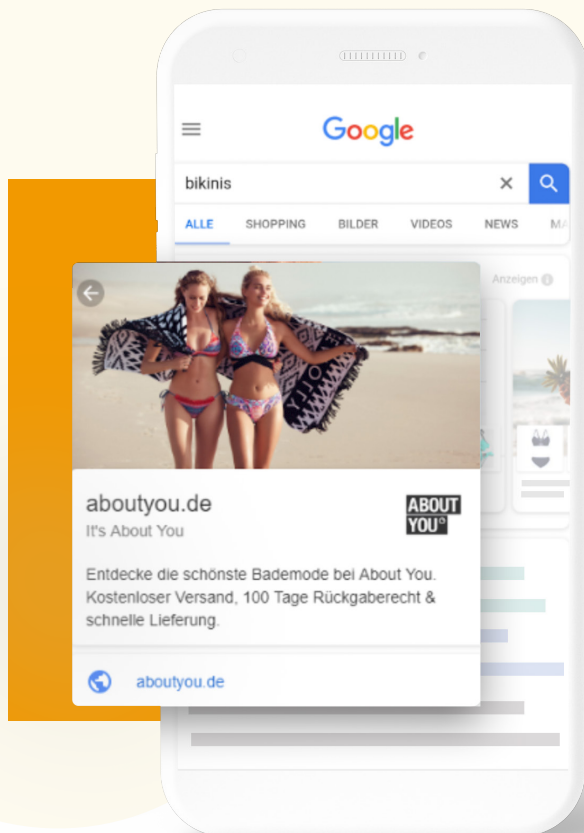 Google
bikinis
ALLE SHOPPING BILDER VIDEOS NEWS MA
Anzeigen
aboutyou.de
It's About You
ABOUT
YOU°
Entdecke die schönste Bademode bei About You.
Kostenloser Versand, 100 Tage Rückgaberecht &
schnelle Lieferung.
aboutyou.de